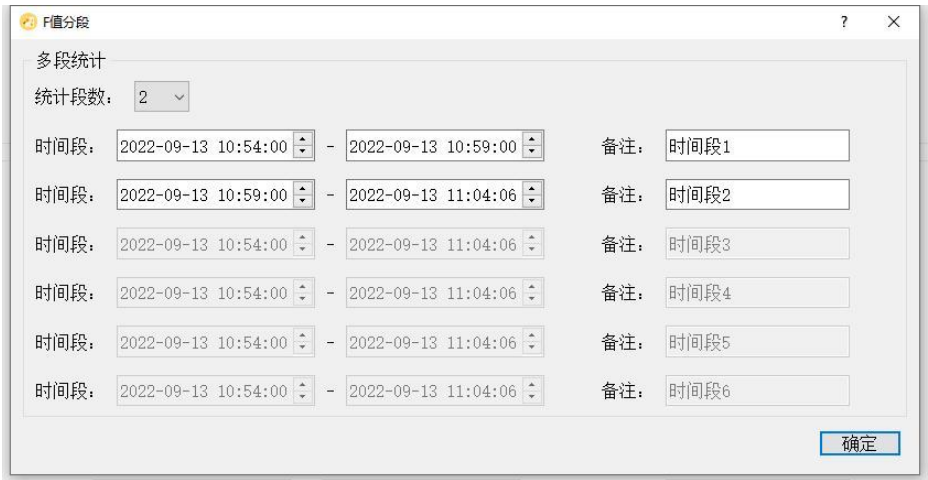 F值分段
多段统计
统计段数: 2
时间段: 2022-09-13 10:54:00 - 2022-09-13 10:59:00 备注: 时间段1
时间段: 2022-09-13 10:59:00 - 2022-09-13 11:04:06 备注: 时间段2
时间段: 2022-09-13 10:54:00 - 2022-09-13 11:04:06 备注: 时间段3
时间段: 2022-09-13 10:54:00 - 2022-09-13 11:04:06 备注: 时间段4
时间段: 2022-09-13 10:54:00 - 2022-09-13 11:04:06 备注: 时间段5
时间段: 2022-09-13 10:54:00 - 2022-09-13 11:04:06 备注: 时间段6
确定